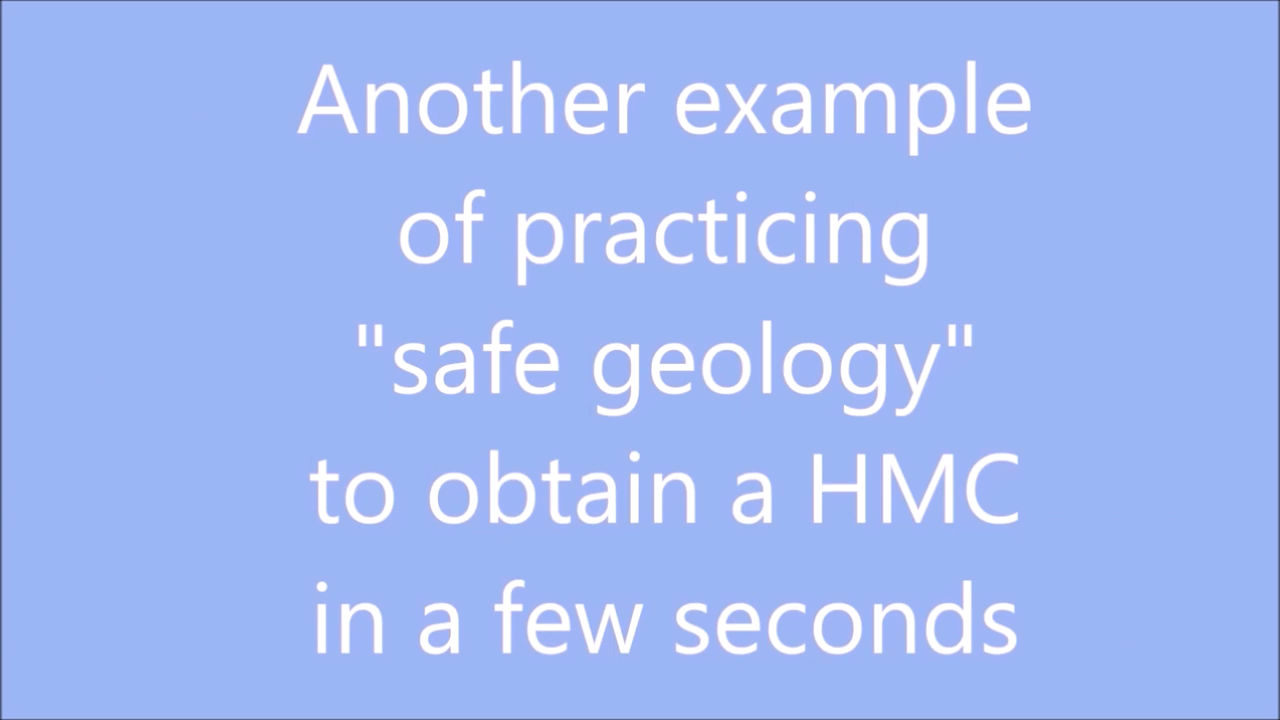 Another example
of practicing
"safe geology"
to obtain a HMC
in a few seconds